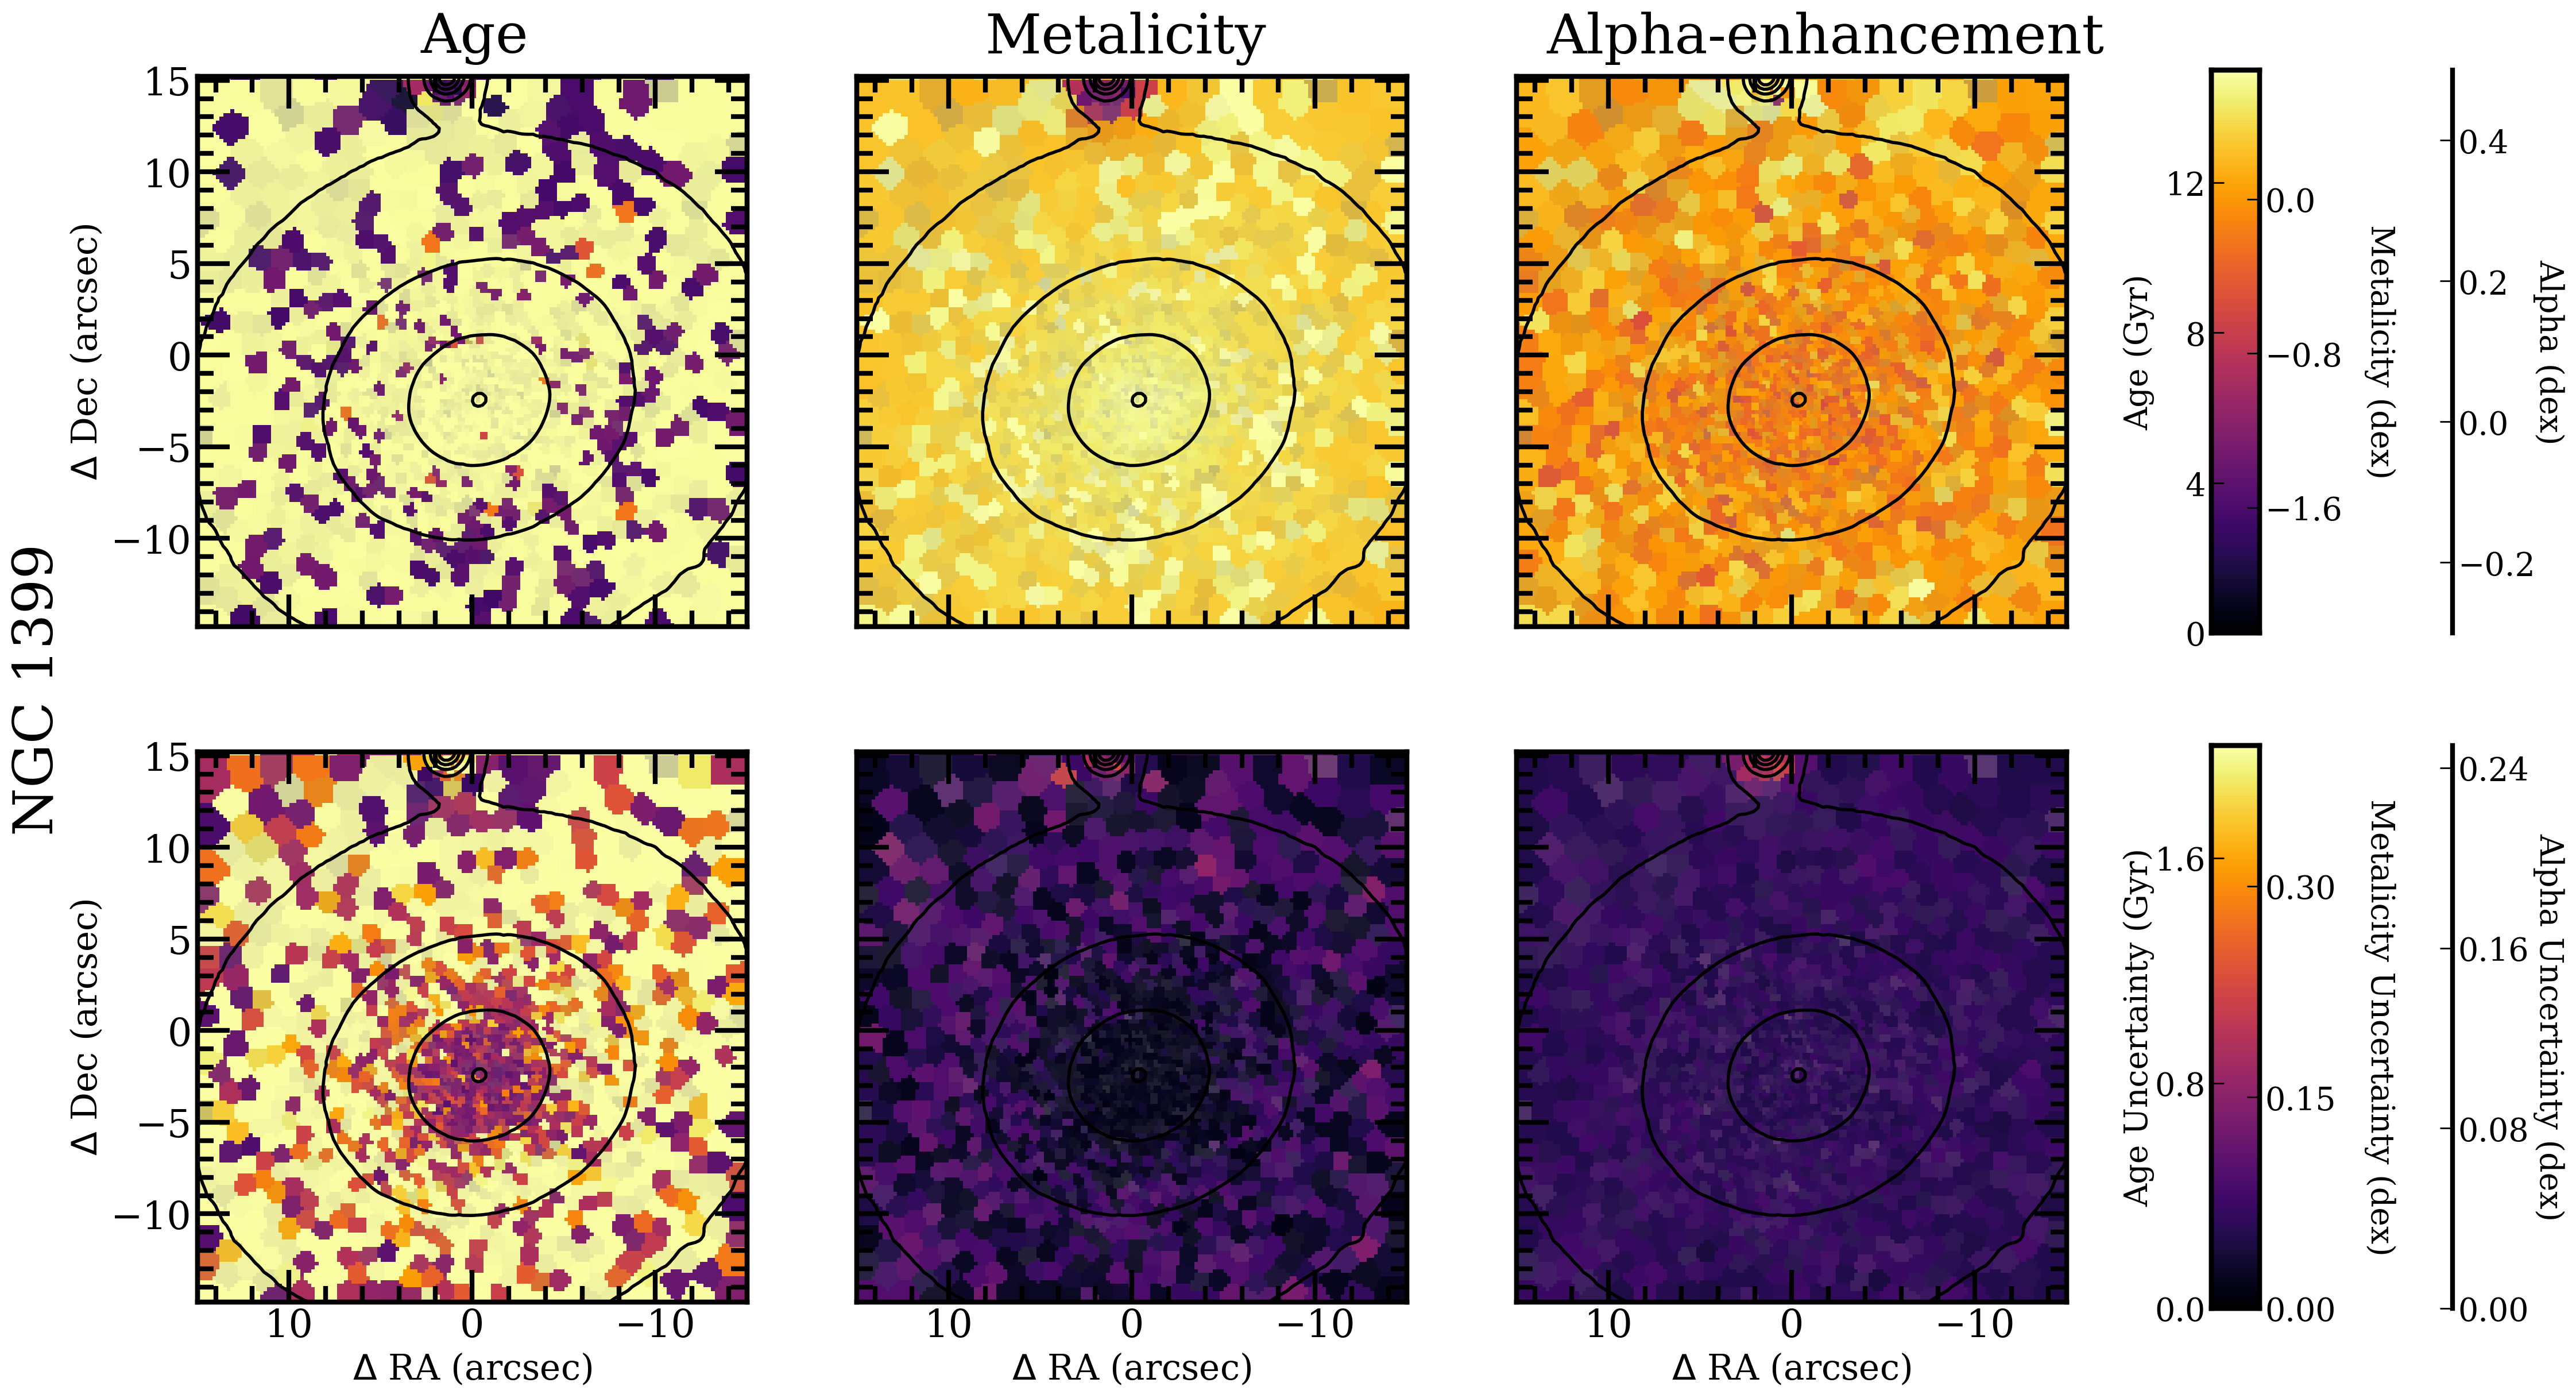 Age
Metalicity
Alpha-enhancement
NGC 1399
Δ Dec (arcsec)
15
10
5
0
−5
−10
12
8
4
0
Age (Gyr)
0.0
−0.8
−1.6
Metalicity (dex)
0.4
0.2
0.0
−0.2
Alpha (dex)
Δ Dec (arcsec)
15
10
5
0
−5
−10
10 0 −10
Δ RA (arcsec)
10 0 −10
Δ RA (arcsec)
10 0 −10
Δ RA (arcsec)
Age Uncertainty (Gyr)
1.6
0.8
0.0
0.30
0.15
0.00
Metalicity Uncertainty (dex)
0.24
0.16
0.08
0.00
Alpha Uncertainty (dex)